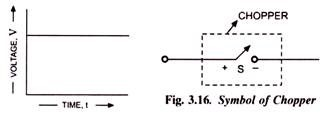 VOLTAGE, V
TIME, t
CHOPPER
+ S −
Fig. 3.16. Symbol of Chopper